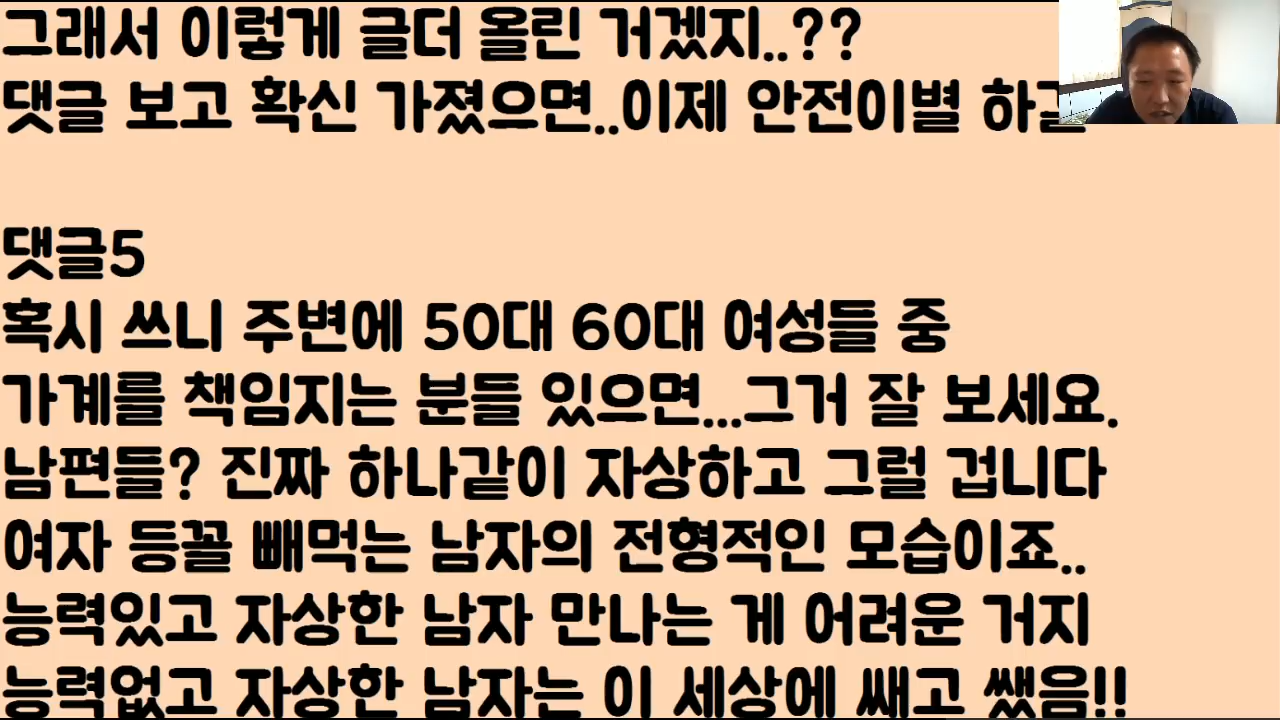 그래서 이렇게 글더 올린 거겠지..??
댓글 보고 확신 가졌으면..이제 안전이별 하길
댓글5
혹시 쓰니 주변에 50대 60대 여성들 중
가계를 책임지는 분들 있으면...그거 잘 보세요.
남편들? 진짜 하나같이 자상하고 그럴 겁니다
여자 등꼴 빼먹는 남자의 전형적인 모습이죠..
능력있고 자상한 남자 만나는 게 어려운 거지
능력없고 자상한 남자는 이 세상에 쌔고 쌨음!!